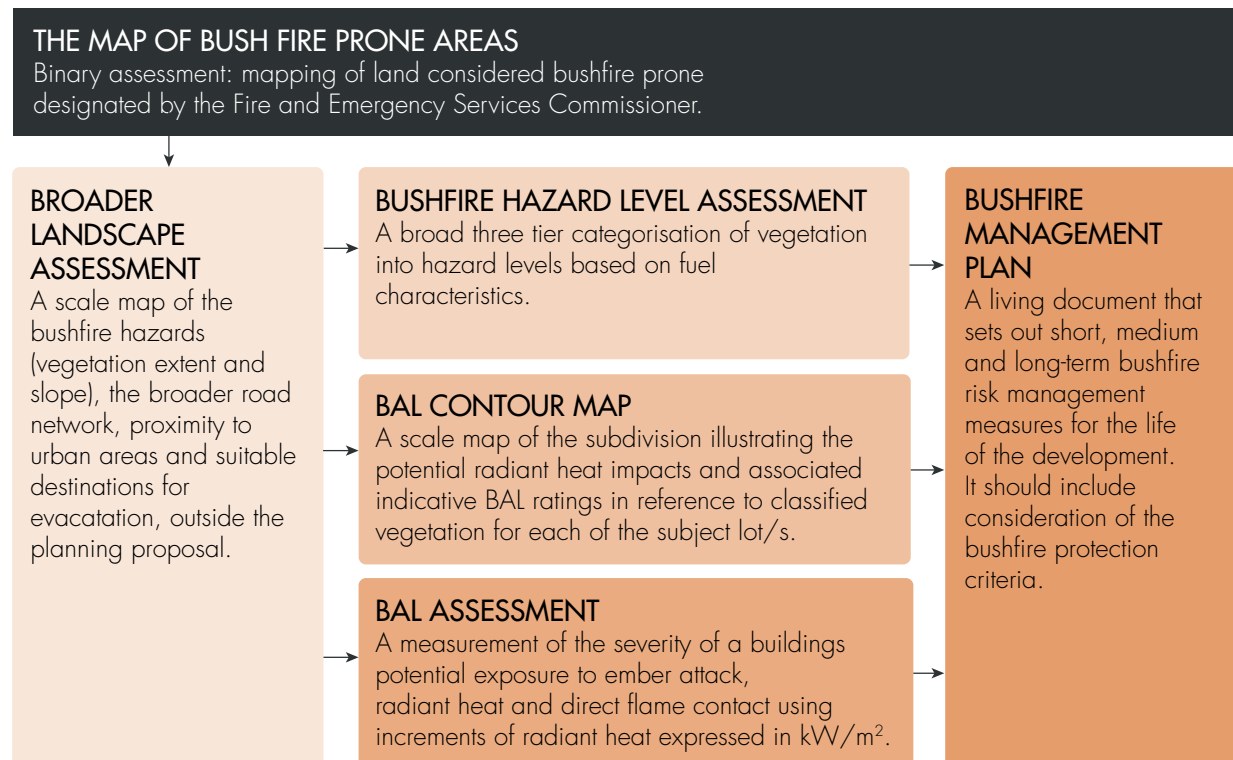 THE MAP OF BUSH FIRE PRONE AREAS
Binary assessment: mapping of land considered bushfire prone
designated by the Fire and Emergency Services Commissioner.
BROADER
LANDSCAPE
ASSESSMENT
A scale map of the
bushfire hazards
(vegetation extent and
slope), the broader road
network, proximity to
urban areas and suitable
destinations for
evacatation, outside the
planning proposal.
BUSHFIRE HAZARD LEVEL ASSESSMENT
A broad three tier categorisation of vegetation
into hazard levels based on fuel
characteristics.
BAL CONTOUR MAP
A scale map of the subdivision illustrating the
potential radiant heat impacts and associated
indicative BAL ratings in reference to classified
vegetation for each of the subject lot/s.
BAL ASSESSMENT
A measurement of the severity of a buildings
potential exposure to ember attack,
radiant heat and direct flame contact using
increments of radiant heat expressed in kW/m².
BUSHFIRE
MANAGEMENT
PLAN
A living document that
sets out short, medium
and long-term bushfire
risk management
measures for the life
of the development.
It should include
consideration of the
bushfire protection
criteria.